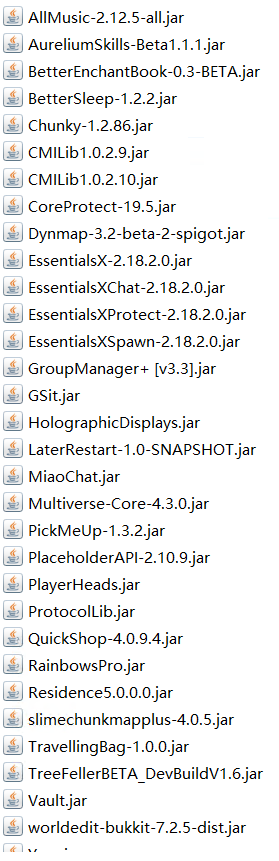 AllMusic-2.12.5-all.jar
AureliumSkills-Beta1.1.1.jar
BetterEnchantBook-0.3-BETA.jar
BetterSleep-1.2.2.jar
Chunky-1.2.86.jar
CMILib1.0.2.9.jar
CMILib1.0.2.10.jar
CoreProtect-19.5.jar
Dynmap-3.2-beta-2-spigot.jar
EssentialsX-2.18.2.0.jar
EssentialsXChat-2.18.2.0.jar
EssentialsXProtect-2.18.2.0.jar
EssentialsXSpawn-2.18.2.0.jar
GroupManager+ [v3.3].jar
GSit.jar
HolographicDisplays.jar
LaterRestart-1.0-SNAPSHOT.jar
MiaoChat.jar
Multiverse-Core-4.3.0.jar
PickMeUp-1.3.2.jar
PlaceholderAPI-2.10.9.jar
PlayerHeads.jar
ProtocolLib.jar
QuickShop-4.0.9.4.jar
RainbowsPro.jar
Residence5.0.0.0.jar
slimechunkmapplus-4.0.5.jar
TravellingBag-1.0.0.jar
TreeFellerBETA_DevBuildV1.6.jar
Vault.jar
worldedit-bukkit-7.2.5-dist.jar